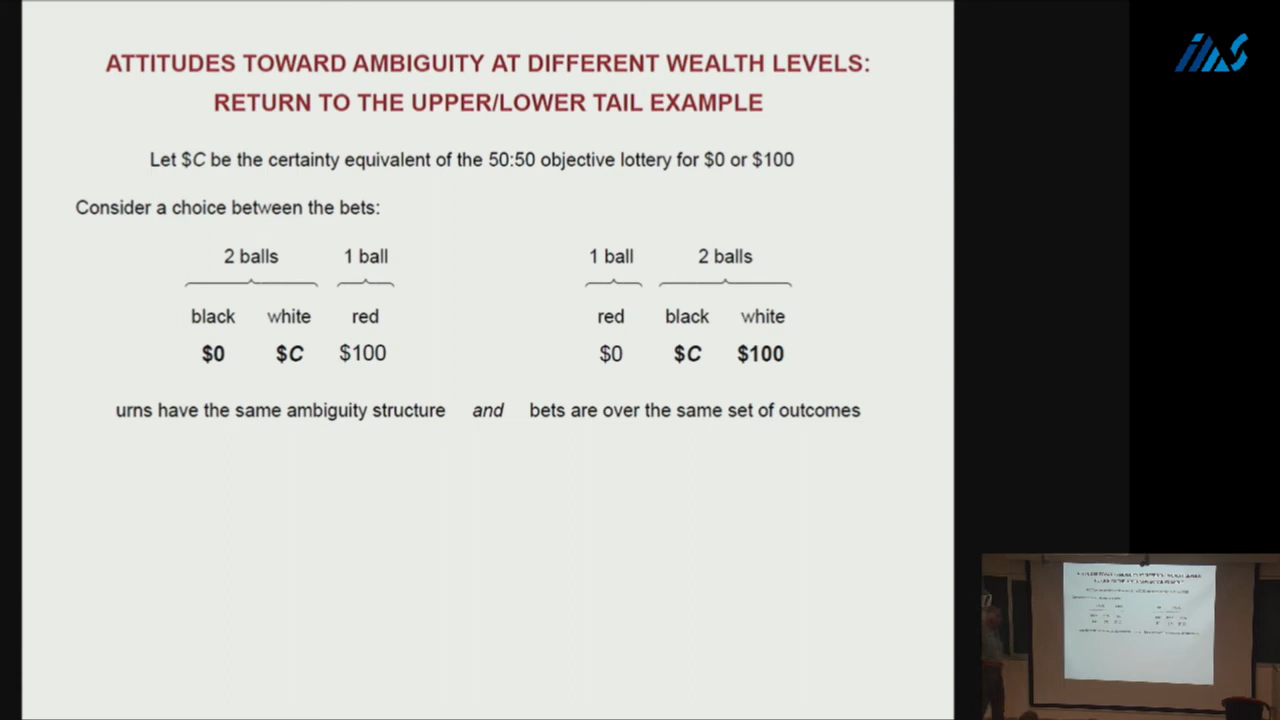 ATTITUDES TOWARD AMBIGUITY AT DIFFERENT WEALTH LEVELS:
RETURN TO THE UPPER/LOWER TAIL EXAMPLE
Let $C be the certainty equivalent of the 50:50 objective lottery for $0 or $100
Consider a choice between the bets:
2 balls 1 ball 1 ball 2 balls
black white red red black white
$0 $C $100 $0 $C $100
urns have the same ambiguity structure and bets are over the same set of outcomes
IIAS